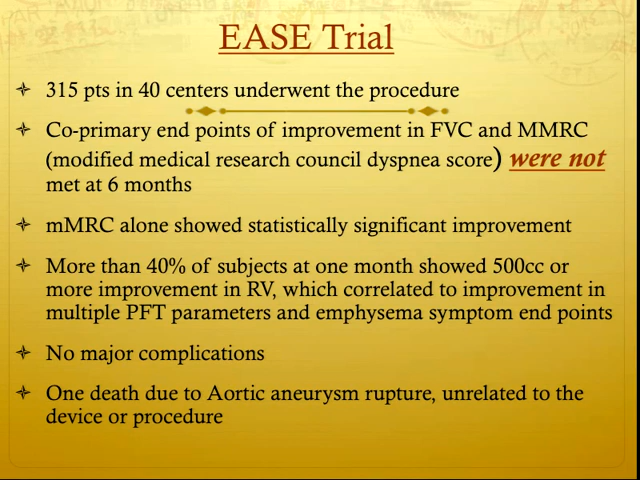 EASE Trial
315 pts in 40 centers underwent the procedure
Co-primary end points of improvement in FVC and MMRC
(modified medical research council dyspnea score) were not
met at 6 months
mMRC alone showed statistically significant improvement
More than 40% of subjects at one month showed 500cc or
more improvement in RV, which correlated to improvement in
multiple PFT parameters and emphysema symptom end points
No major complications
One death due to Aortic aneurysm rupture, unrelated to the
device or procedure